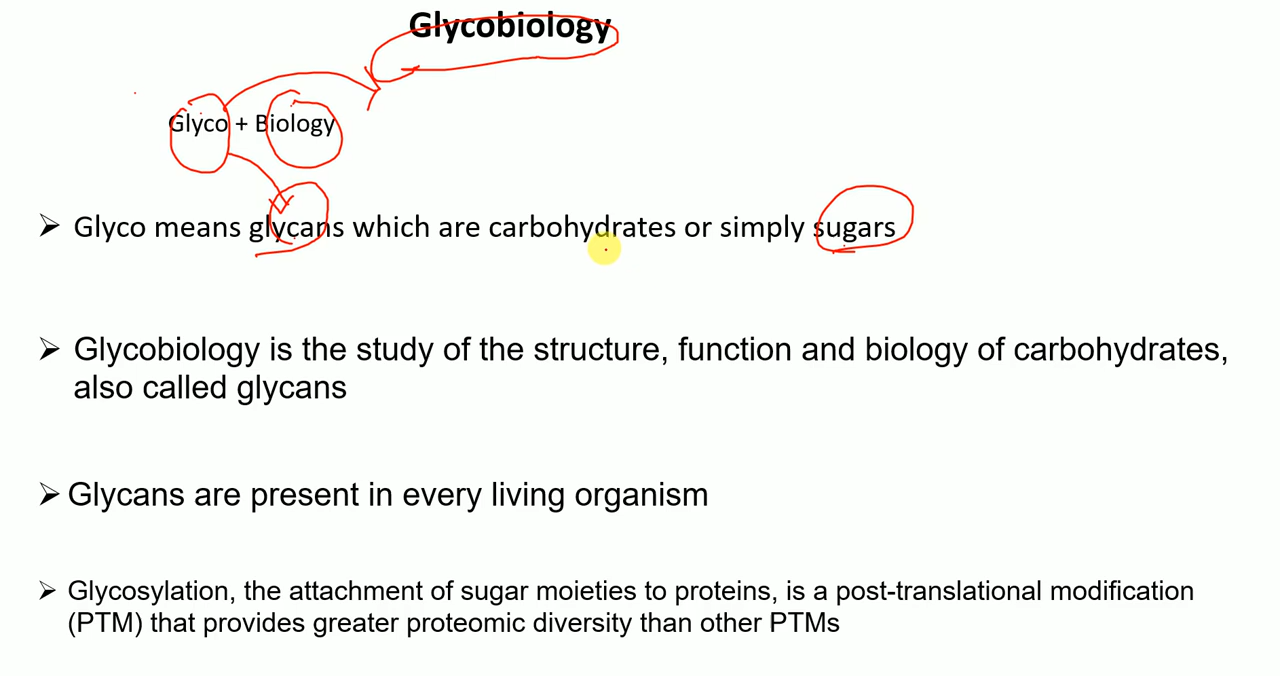 Glycobiology
Glyco + Biology
➢ Glyco means glycans which are carbohydrates or simply sugars
➢ Glycobiology is the study of the structure, function and biology of carbohydrates,
also called glycans
➢ Glycans are present in every living organism
➢ Glycosylation, the attachment of sugar moieties to proteins, is a post-translational modification
(PTM) that provides greater proteomic diversity than other PTMs